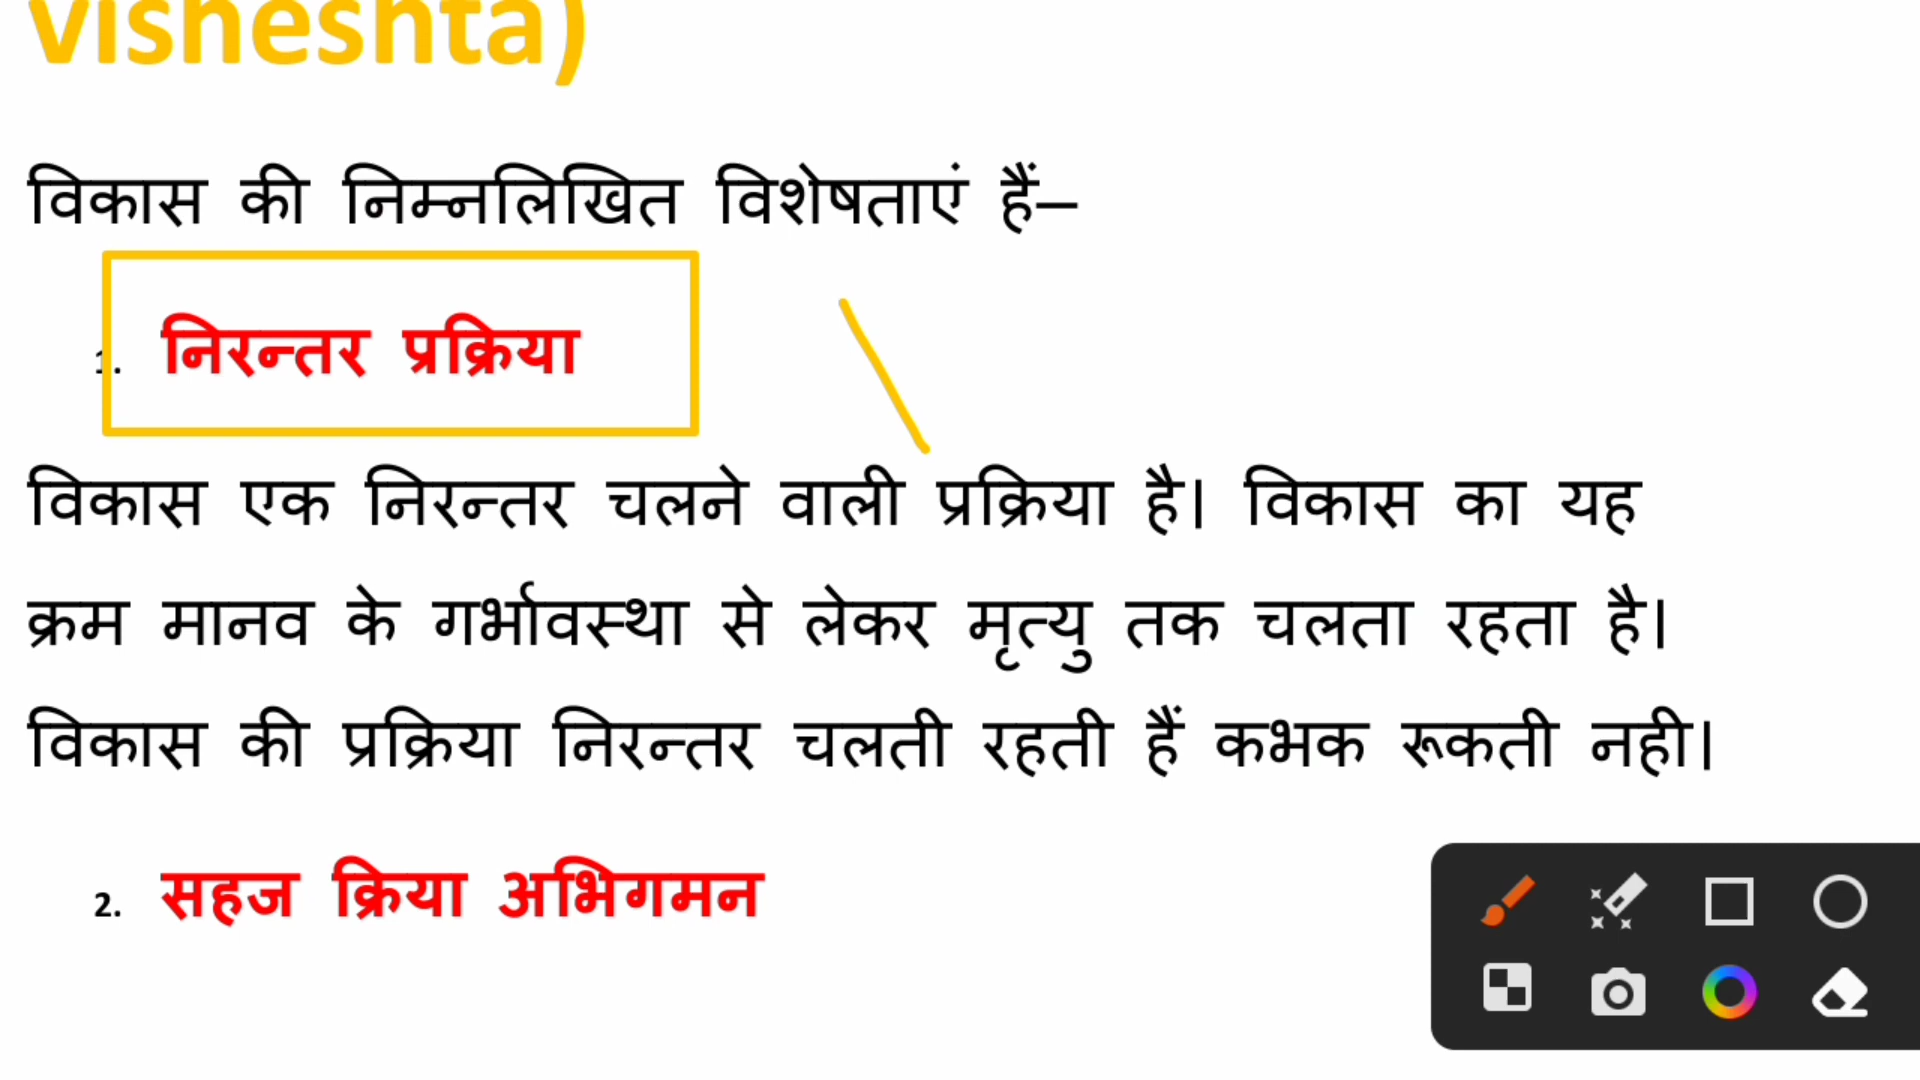 visheshta)
विकास की निम्नलिखित विशेषताएं हैं–
1. निरन्तर प्रक्रिया
विकास एक निरन्तर चलने वाली प्रक्रिया है। विकास का यह
क्रम मानव के गर्भावस्था से लेकर मृत्यु तक चलता रहता है।
विकास की प्रक्रिया निरन्तर चलती रहती हैं कभक रूकती नही।
2. सहज क्रिया अभिगमन